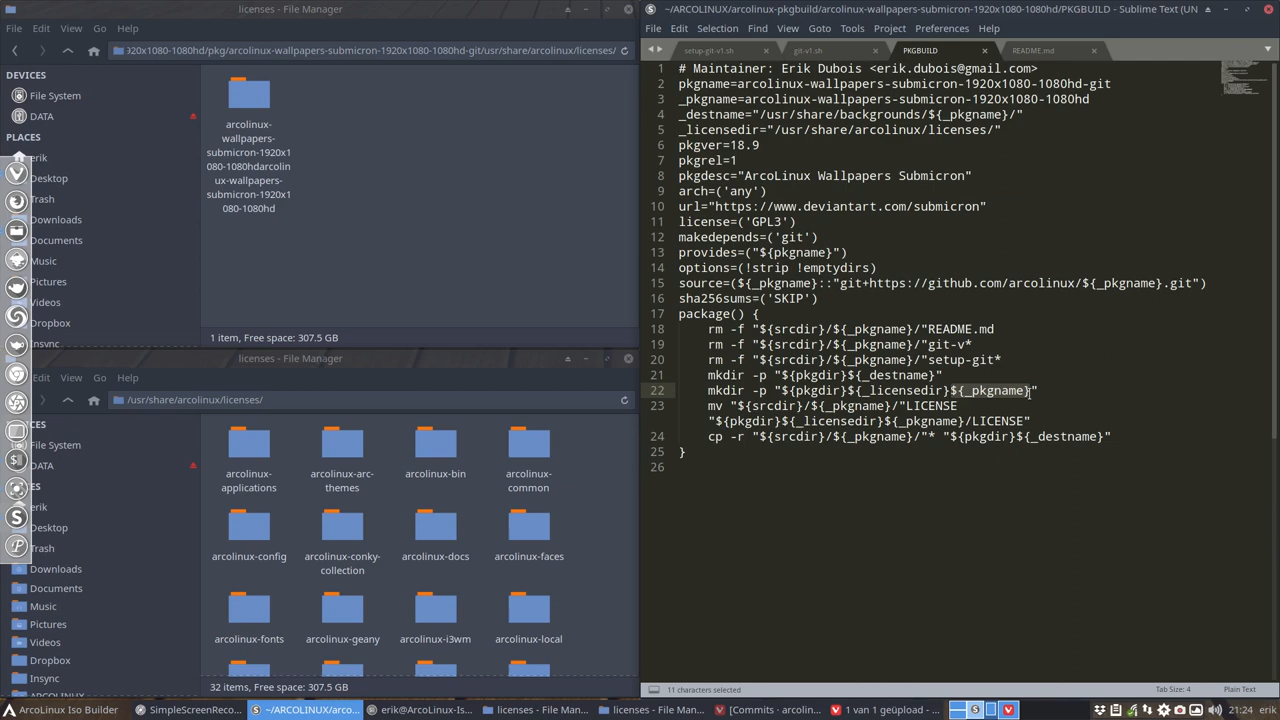 licenses - File Manager
File Edit View Go Help
?20x1080-1080hd/pkg/arcolinux-wallpapers-submicron-1920x1080-1080hd-git/usr/share/arcolinux/licenses/
DEVICES
File System
DATA
PLACES
erik
Desktop
Trash
Downloads
Documents
Music
Pictures
Videos
Dropbox
Insync
arcolinux-
wallpapers-
submicron-1920x1
080-1080hdarcolin
ux-wallpapers-
submicron-1920x1
080-1080hd
1 item, Free space: 307.5 GB
licenses - File Manager
Edit View Go Help
/usr/share/arcolinux/licenses/
DATA
erik
Desktop
Trash
Downloads
Documents
Music
Pictures
Videos
Dropbox
Insync
arcolinux-
applications
arcolinux-arc-
themes
arcolinux-bin
arcolinux-
common
arcolinux-config
arcolinux-conky-
collection
arcolinux-docs
arcolinux-faces
arcolinux-fonts
arcolinux-geany
arcolinux-i3wm
arcolinux-local
32 items, Free space: 307.5 GB
~/ARCOLINUX/arcolinux-pkgbuild/arcolinux-wallpapers-submicron-1920x1080-1080hd/PKGBUILD - Sublime Text (UN
File Edit Selection Find View Goto Tools Project Preferences Help
setup-git-v1.sh git-v1.sh PKGBUILD README.md
1 # Maintainer: Erik Dubois <erik.dubois@gmail.com>
2 pkgname=arcolinux-wallpapers-submicron-1920x1080-1080hd-git
3 _pkgname=arcolinux-wallpapers-submicron-1920x1080-1080hd
4 _destname="/usr/share/backgrounds/${_pkgname}/"
5 _licensedir="/usr/share/arcolinux/licenses/"
6 pkgver=18.9
7 pkgrel=1
8 pkgdesc="ArcoLinux Wallpapers Submicron"
9 arch=('any')
10 url="https://www.deviantart.com/submicron"
11 license=('GPL3')
12 makedepends=('git')
13 provides=("${pkgname}")
14 options=(!strip !emptydirs)
15 source=(${_pkgname}::"git+https://github.com/arcolinux/${_pkgname}.git")
16 sha256sums=('SKIP')
17 package() {
18 rm -f "${srcdir}/${_pkgname}/"README.md
19 rm -f "${srcdir}/${_pkgname}/"git-v*
20 rm -f "${srcdir}/${_pkgname}/"setup-git*
21 mkdir -p "${pkgdir}${_destname}"
22 mkdir -p "${pkgdir}${_licensedir}${_pkgname}"
23 mv "${srcdir}/${_pkgname}/"LICENSE
"${pkgdir}${_licensedir}${_pkgname}/LICENSE"
24 cp -r "${srcdir}/${_pkgname}/"* "${pkgdir}${_destname}"
25 }
26
11 characters selected
Tab Size: 4 Plain Text
ArcoLinux Iso Builder SimpleScreenReco... ~/ARCOLINUX/arco... erik@ArcoLinux-Is... licenses - File Man... licenses - File Man... [Commits · arcolin... 1 van 1 geüpload - ... 21:24 erik